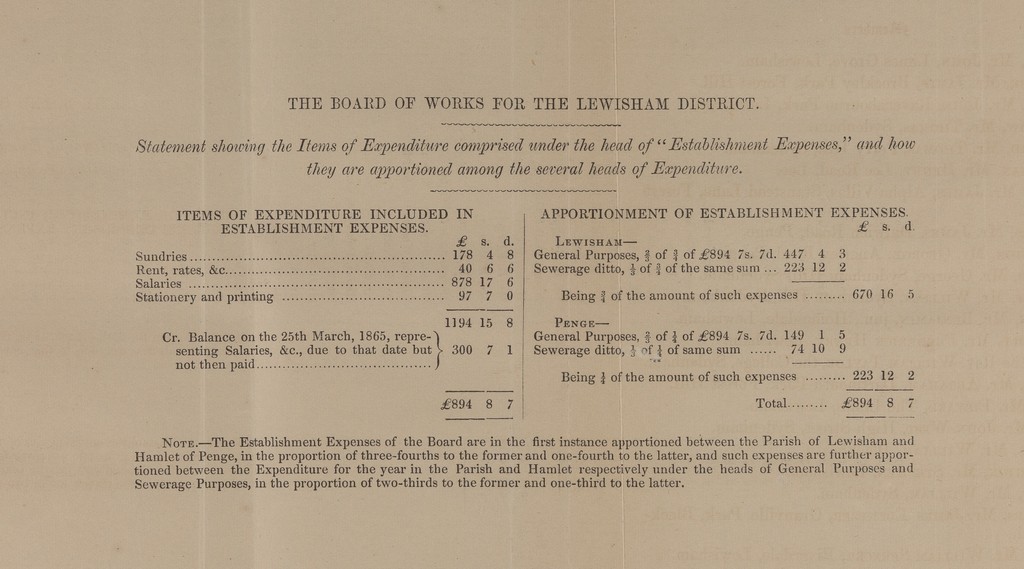 THE BOARD OF WORKS FOR THE LEWISHAM DISTRICT.
Statement showing the Items of Expenditure comprised under the head of "Establishment Expenses," and how
they are apportioned among the several heads of Expenditure.
ITEMS OF EXPENDITURE INCLUDED IN
ESTABLISHMENT EXPENSES.
£ s. d.
Sundries 178 4 8
Rent, rates, &c. 40 6 6
Salaries 878 17 6
Stationery and printing 97 7 0
1194 15 8
Cr. Balance on the 25th March, 1865, repre-
senting Salaries, &c., due to that date but 300 7 1
not then paid
£894 8 7
APPORTIONMENT OF ESTABLISHMENT EXPENSES.
£ s. d.
LEWISHAM—
General Purposes, ⅔ of ¾ of £894 7s. 7d. 447 4 3
Sewerage ditto, ⅓ of ¾ of the same sum ... 223 12 2
Being ¾ of the amount of such expenses ......... 670 16 5
PENGE—
General Purposes, ⅔ of ¼ of £894 7s. 7d. 149 1 5
Sewerage ditto, ⅓ of ¼ of same sum ...... 74 10 9
Being ¼ of the amount of such expenses ......... 223 12 2
Total......... £894 8 7
NOTE.—The Establishment Expenses of the Board are in the first instance apportioned between the Parish of Lewisham and
Hamlet of Penge, in the proportion of three-fourths to the former and one-fourth to the latter, and such expenses are further appor-
tioned between the Expenditure for the year in the Parish and Hamlet respectively under the heads of General Purposes and
Sewerage Purposes, in the proportion of two-thirds to the former and one-third to the latter.